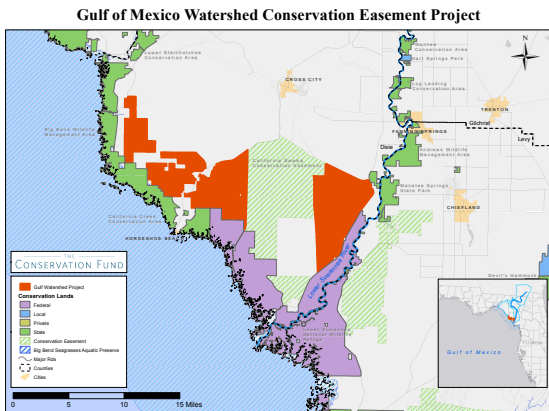 Gulf of Mexico Watershed Conservation Easement Project
Lower Steinhatchee
Conservation Area
CROSS CITY
N
Manatee
Conservation Area
Hart Springs Park
Log Landing
Conservation Area
TRENTON
FANNING SPRINGS
Gilchrist
Levy
Dixie
Big Bend Wildlife
Management Area
California Swamp
Conservation Easement
Andrews Wildlife
Management Area
Manatee Springs
State Park
CHIEFLAND
California Creek
Conservation Area
HORSESHOE BEACH
Lower Suwannee River
Lower Suwannee
National Wildlife
Refuge
Devil's Hammock
THE
CONSERVATION FUND
Gulf Watershed Project
Conservation Lands
Federal
Local
Private
State
Conservation Easement
Big Bend Seagrasses Aquatic Preserve
Major Rds
Counties
Cities
0 5 10 15 Miles
Gulf of Mexico